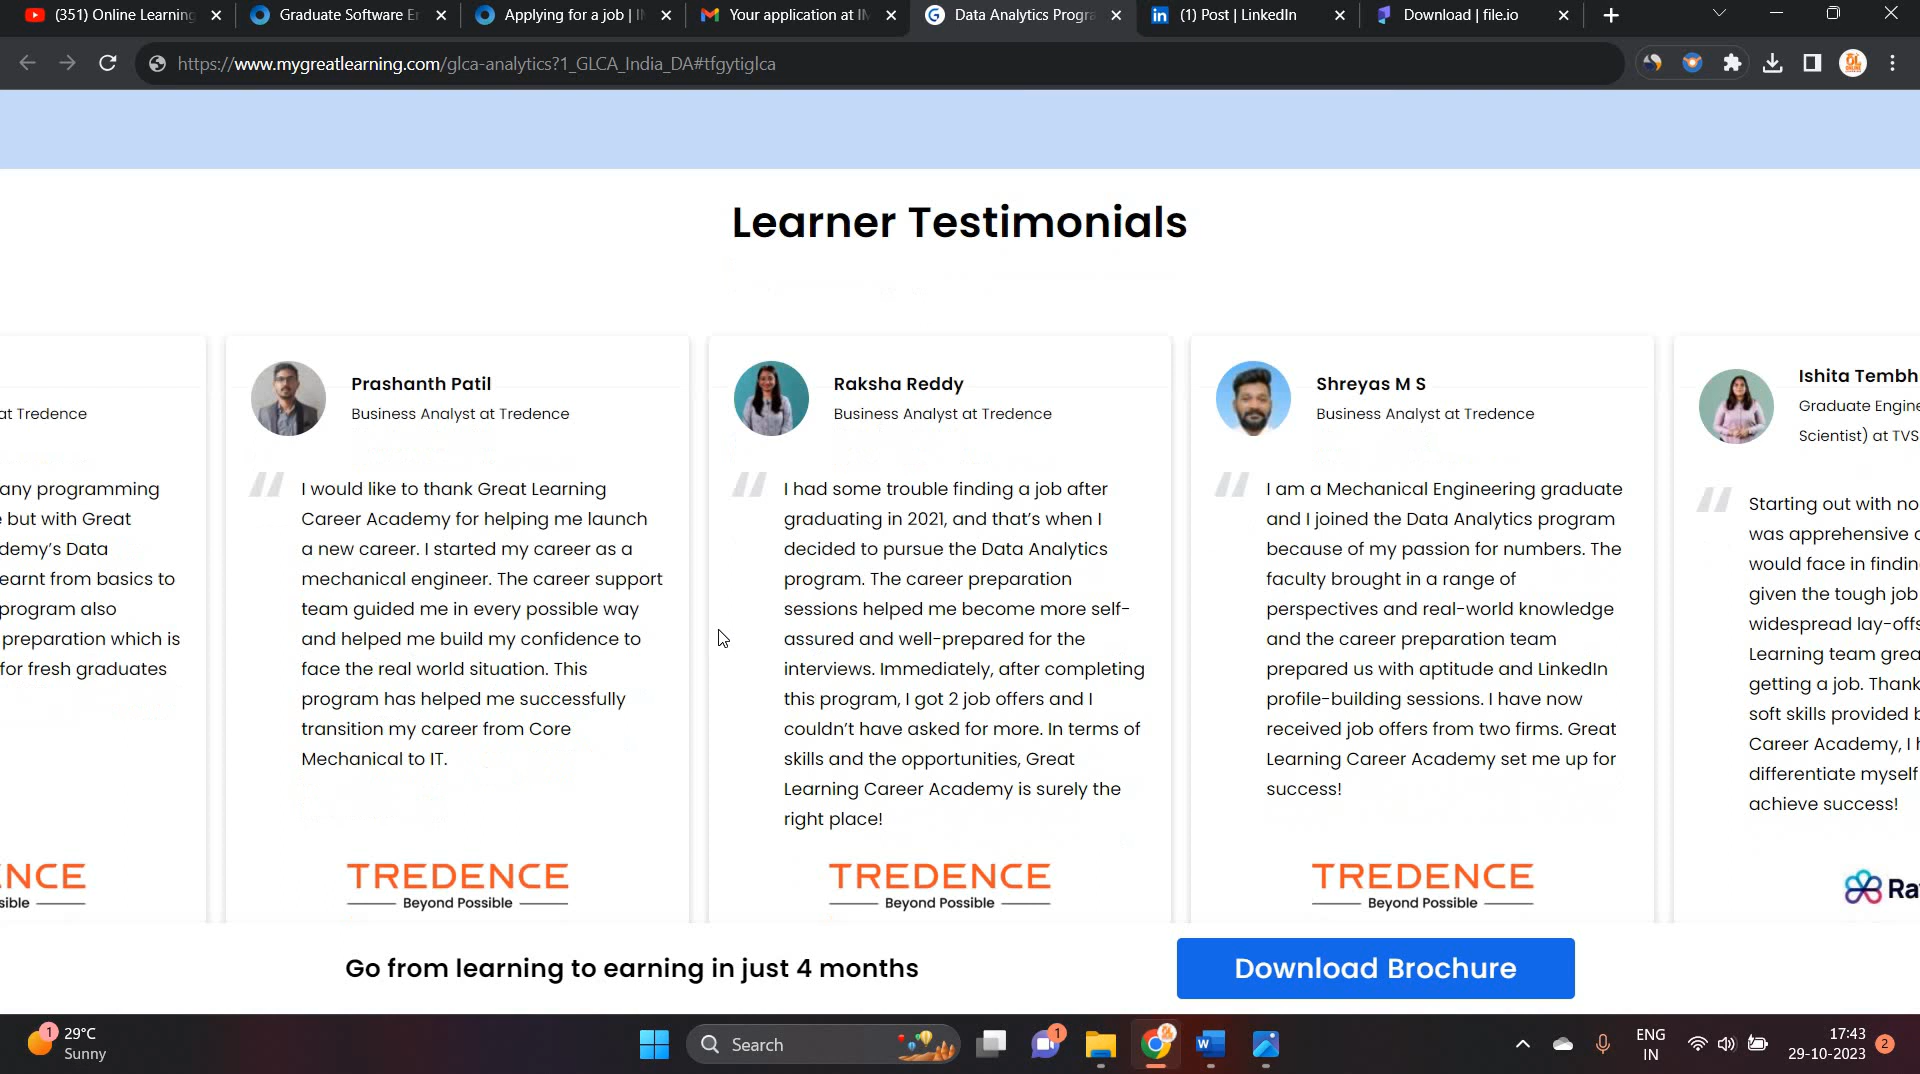 (351) Online Learning
Graduate Software E
Applying for a job | I
Your application at I
Data Analytics Progra
(1) Post | LinkedIn
Download | file.io
https://www.mygreatlearning.com/glca-analytics?1_GLCA_India_DA#tfgytiglca
Learner Testimonials
at Tredence
any programming
but with Great
demy's Data
earnt from basics to
program also
preparation which is
for fresh graduates
NCE
sible
Prashanth Patil
Business Analyst at Tredence
I would like to thank Great Learning
Career Academy for helping me launch
a new career. I started my career as a
mechanical engineer. The career support
team guided me in every possible way
and helped me build my confidence to
face the real world situation. This
program has helped me successfully
transition my career from Core
Mechanical to IT.
TREDENCE
Beyond Possible
Raksha Reddy
Business Analyst at Tredence
I had some trouble finding a job after
graduating in 2021, and that's when I
decided to pursue the Data Analytics
program. The career preparation
sessions helped me become more self-
assured and well-prepared for the
interviews. Immediately, after completing
this program, I got 2 job offers and I
couldn't have asked for more. In terms of
skills and the opportunities, Great
Learning Career Academy is surely the
right place!
TREDENCE
Beyond Possible
Shreyas M S
Business Analyst at Tredence
I am a Mechanical Engineering graduate
and I joined the Data Analytics program
because of my passion for numbers. The
faculty brought in a range of
perspectives and real-world knowledge
and the career preparation team
prepared us with aptitude and LinkedIn
profile-building sessions. I have now
received job offers from two firms. Great
Learning Career Academy set me up for
success!
TREDENCE
Beyond Possible
Ishita Tembh
Graduate Engine
Scientist) at TVS
Starting out with no
was apprehensive
would face in findin
given the tough job
widespread lay-offs
Learning team grea
getting a job. Thank
soft skills provided
Career Academy, I
differentiate myself
achieve success!
Ra
Go from learning to earning in just 4 months
Download Brochure
1
29°C
Sunny
Search
1
ENG
IN
17:43
29-10-2023
2